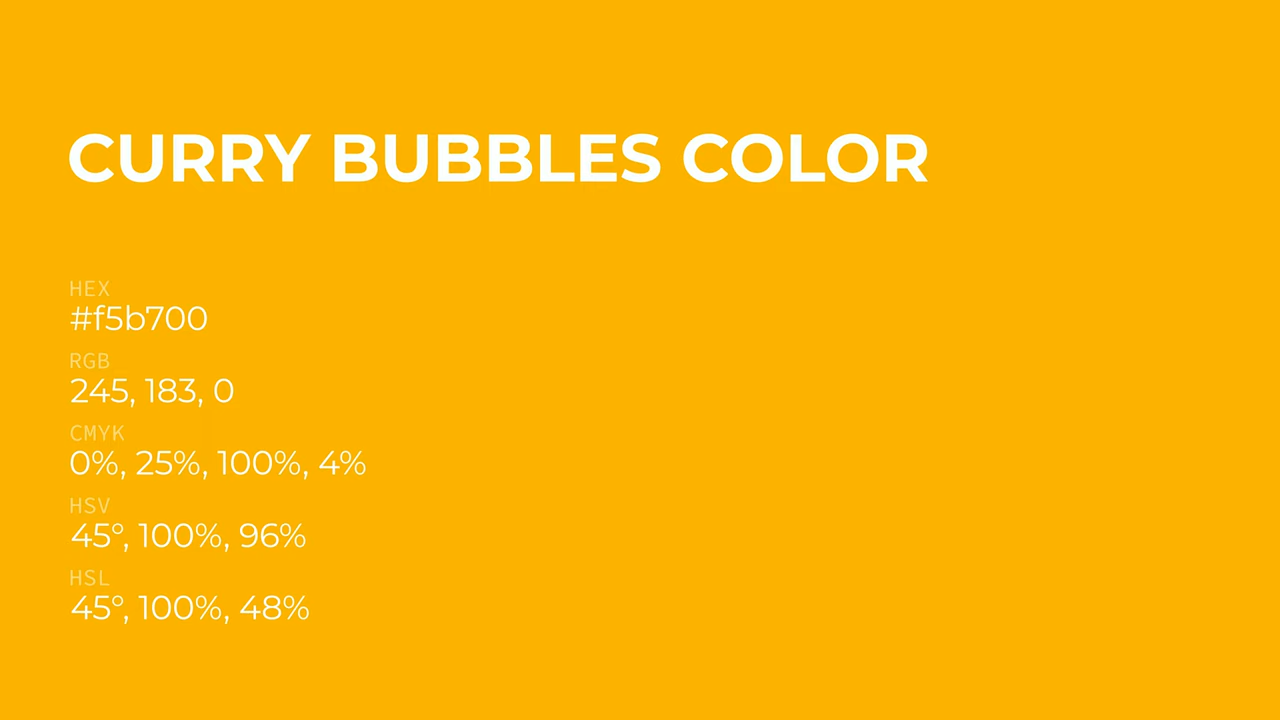 CURRY BUBBLES COLOR
HEX
#f5b700
RGB
245, 183, 0
CMYK
0%, 25%, 100%, 4%
HSV
45°, 100%, 96%
HSL
45°, 100%, 48%